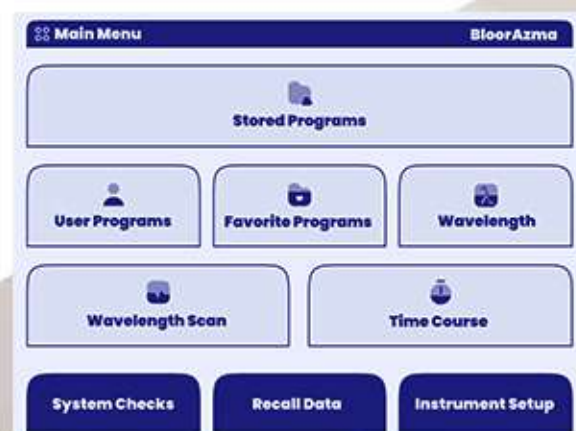 Main Menu
BloorAzma
Stored Programs
User Programs
Favorite Programs
Wavelength
Wavelength Scan
Time Course
System Checks
Recall Data
Instrument Setup